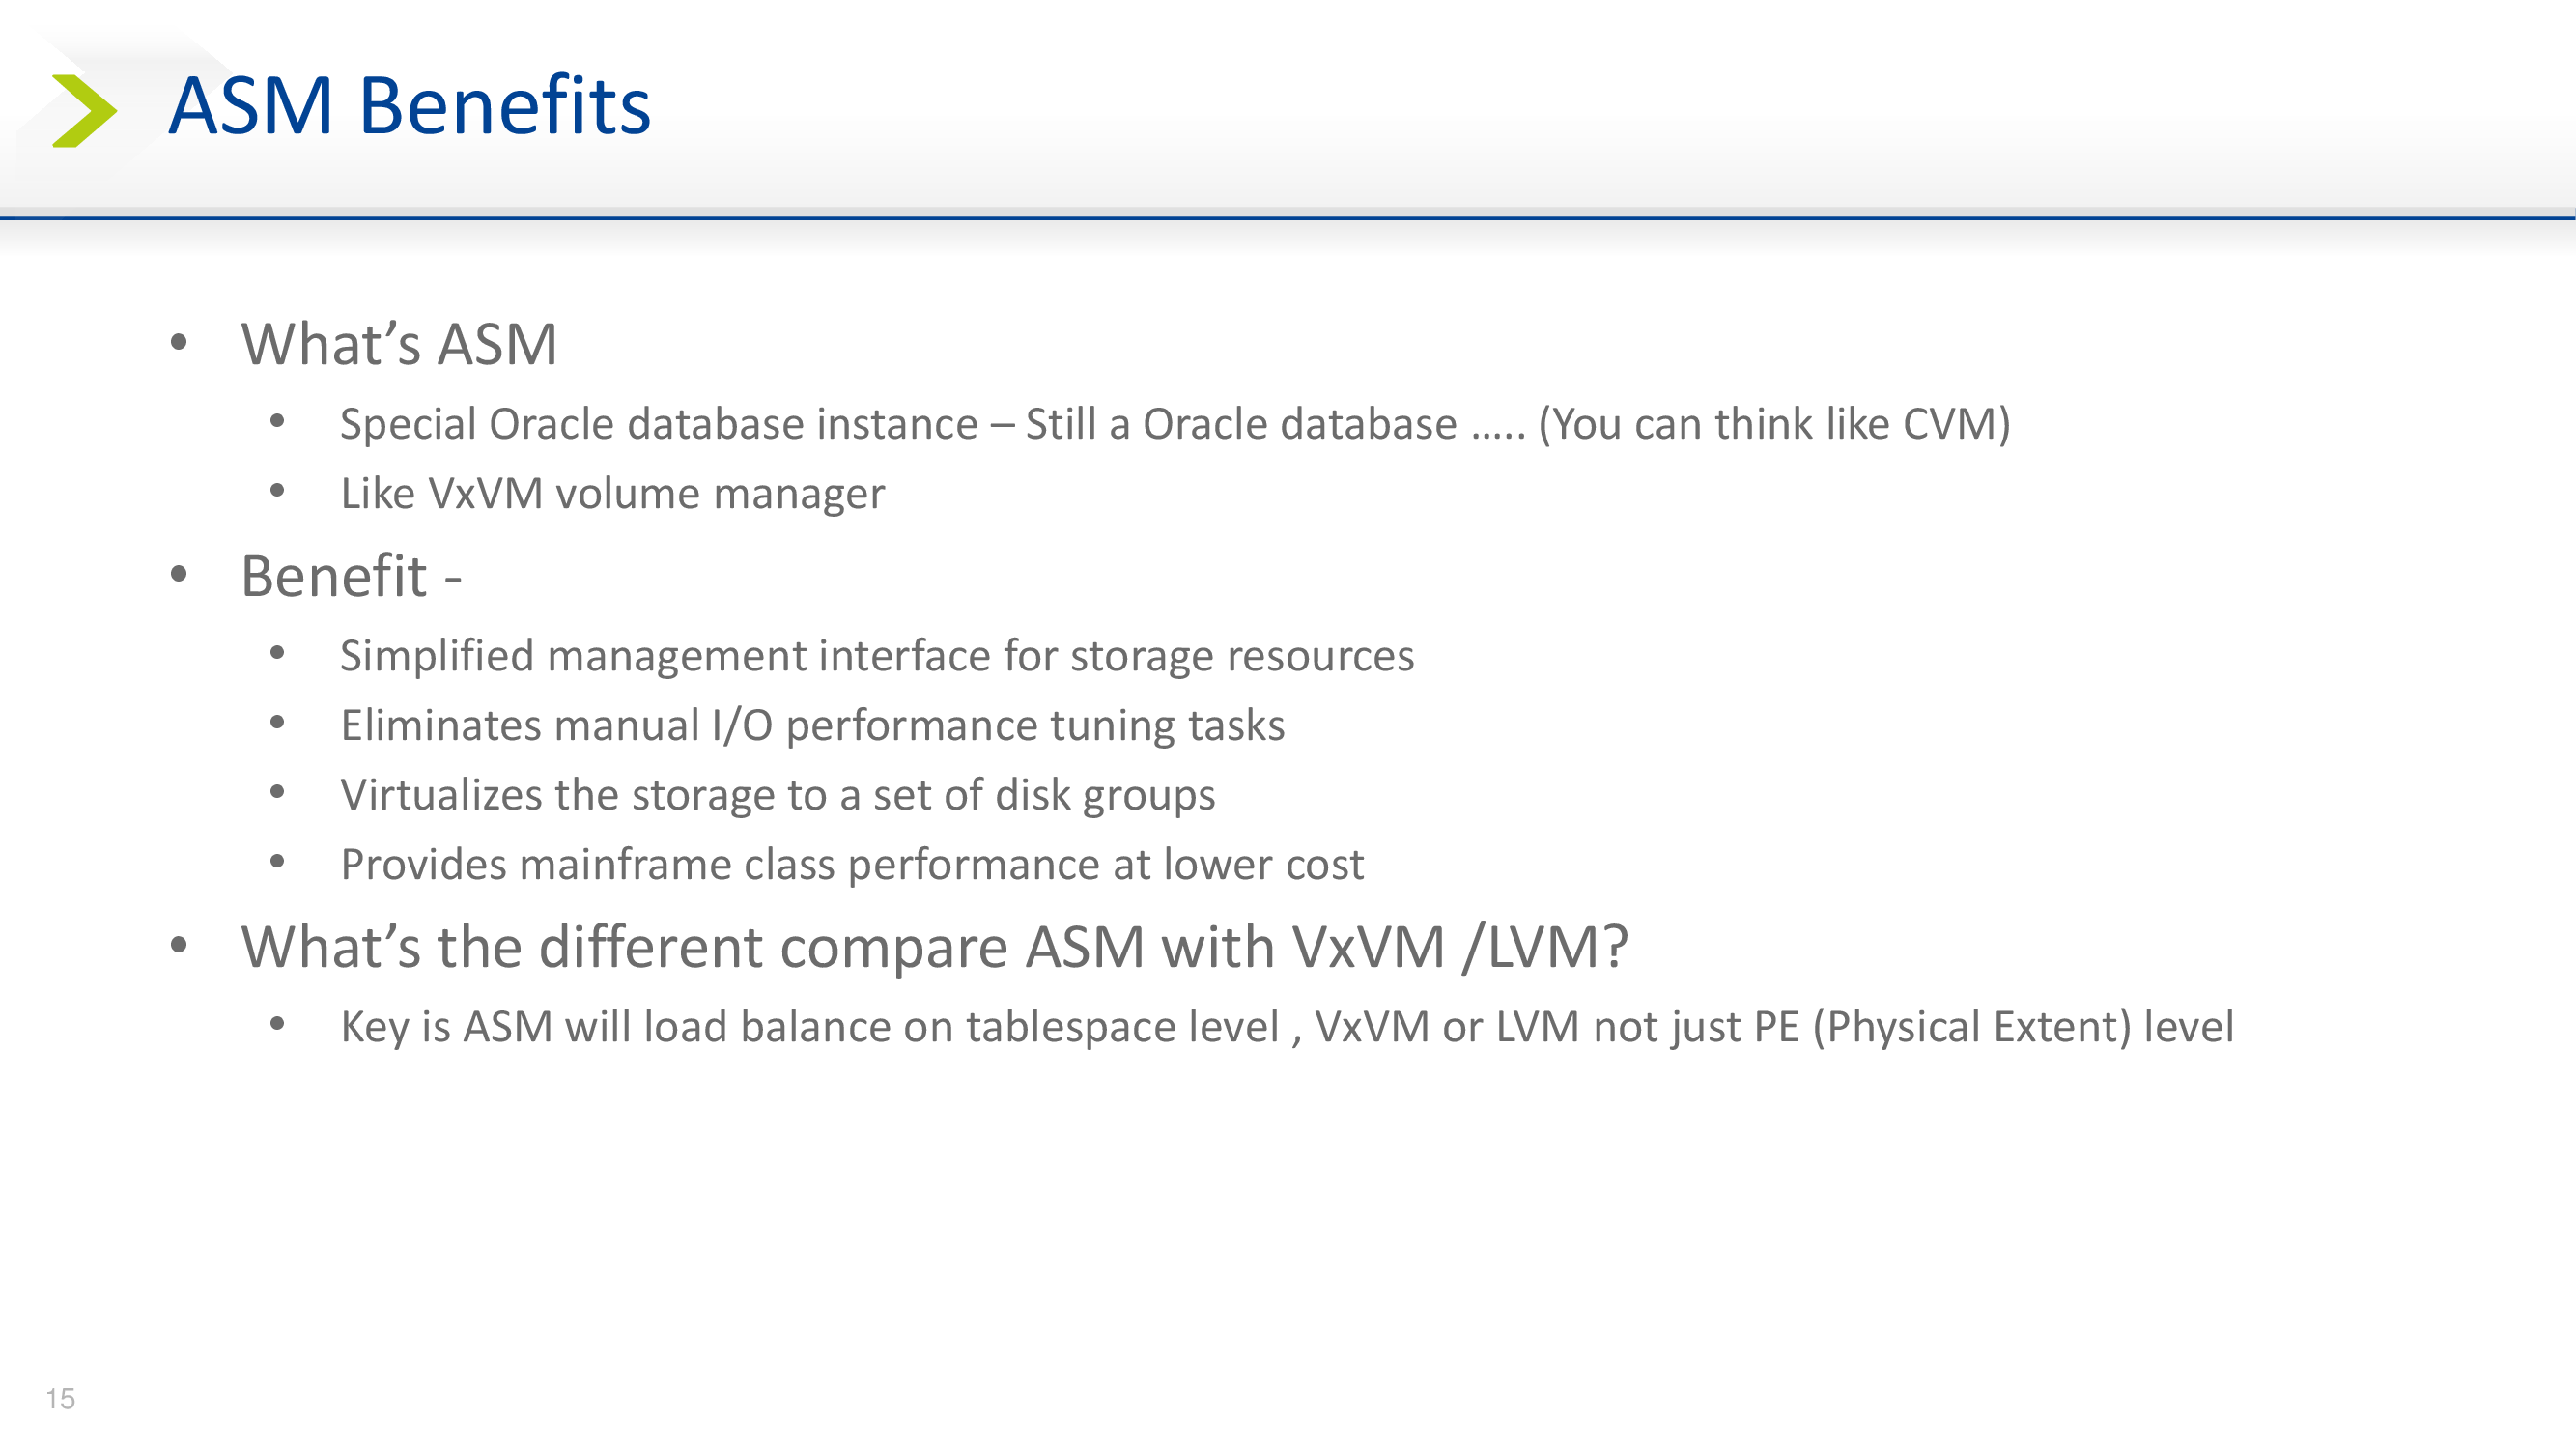 ASM Benefits
• What’s ASM
• Special Oracle database instance – Still a Oracle database ….. (You can think like CVM)
• Like VxVM volume manager
• Benefit -
• Simplified management interface for storage resources
• Eliminates manual I/O performance tuning tasks
• Virtualizes the storage to a set of disk groups
• Provides mainframe class performance at lower cost
• What’s the different compare ASM with VxVM /LVM?
• Key is ASM will load balance on tablespace level , VxVM or LVM not just PE (Physical Extent) level
15